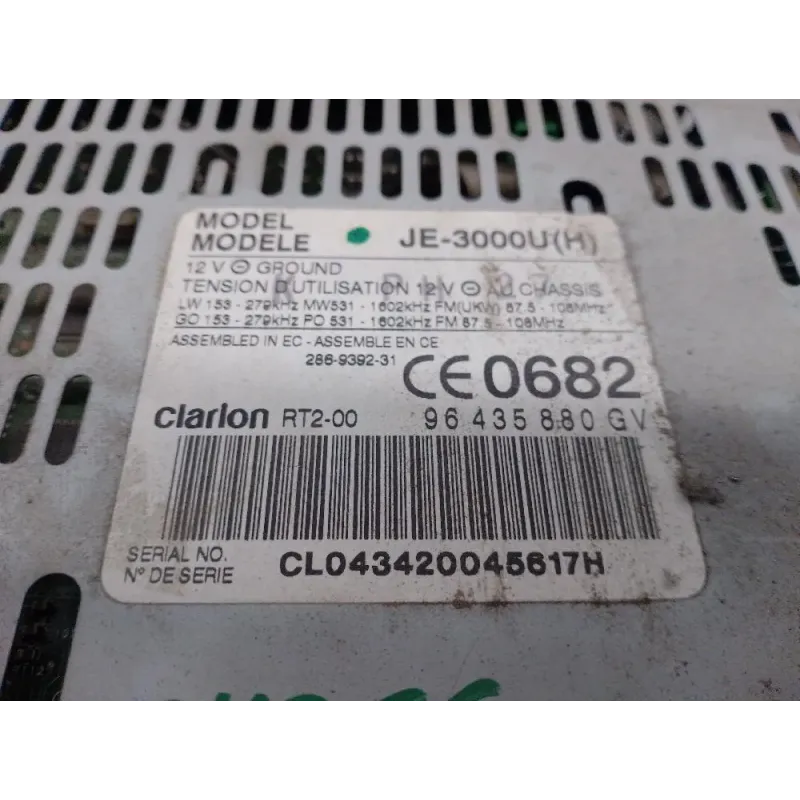 MODEL
MODELE JE-3000U(H)
12 V ⊖ GROUND
TENSION D'UTILISATION 12 V ⊖ AU CHASSIS
LW 153 - 279kHz MW531 - 1602kHz FM(UKW) 87.5 - 108MHz
GO 153 - 279kHz PO 531 - 1602kHz FM 87.5 - 108MHz
ASSEMBLED IN EC - ASSEMBLE EN CE
286-9392-31
CE0682
Clarion RT2-00 96 435 880 GV
SERIAL NO.
N° DE SERIE CL043420045617H